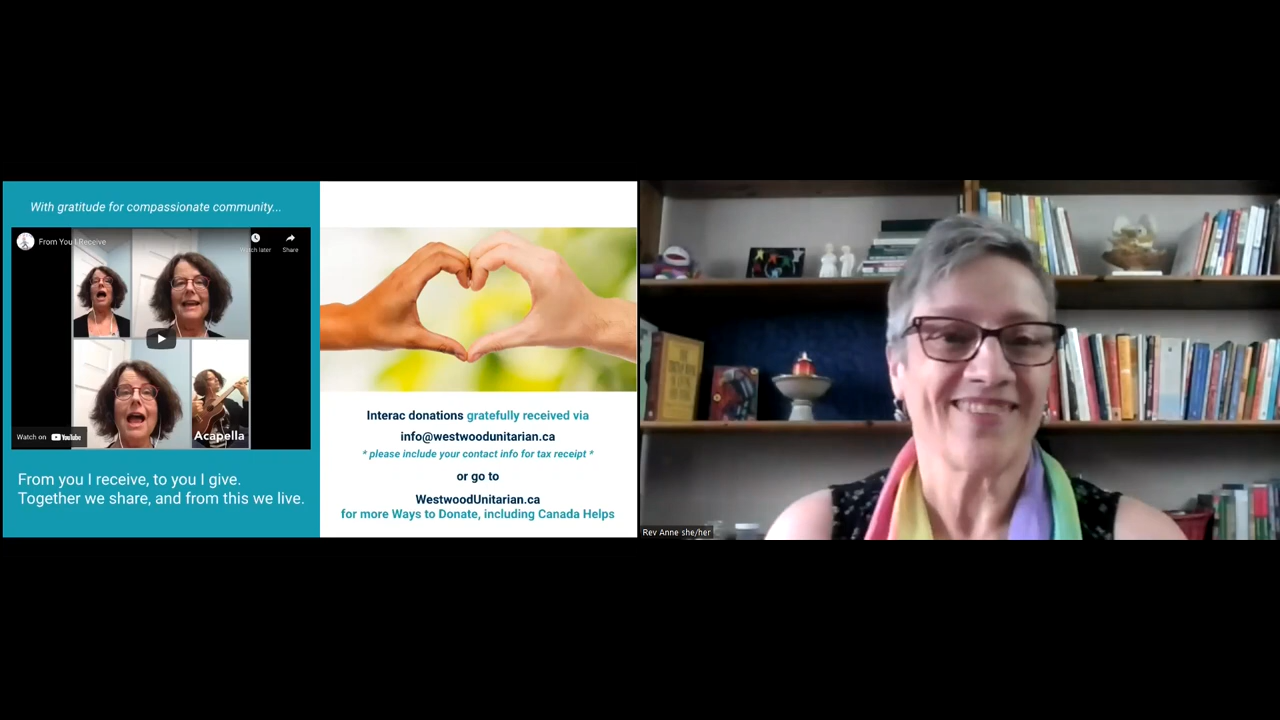 With gratitude for compassionate community...
From You I Receive
Watch later
Share
Acapella
Watch on YouTube
From you I receive, to you I give.
Together we share, and from this we live.
Interac donations gratefully received via
info@westwoodunitarian.ca
* please include your contact info for tax receipt *
or go to
WestwoodUnitarian.ca
for more Ways to Donate, including Canada Helps
Rev Anne she/her